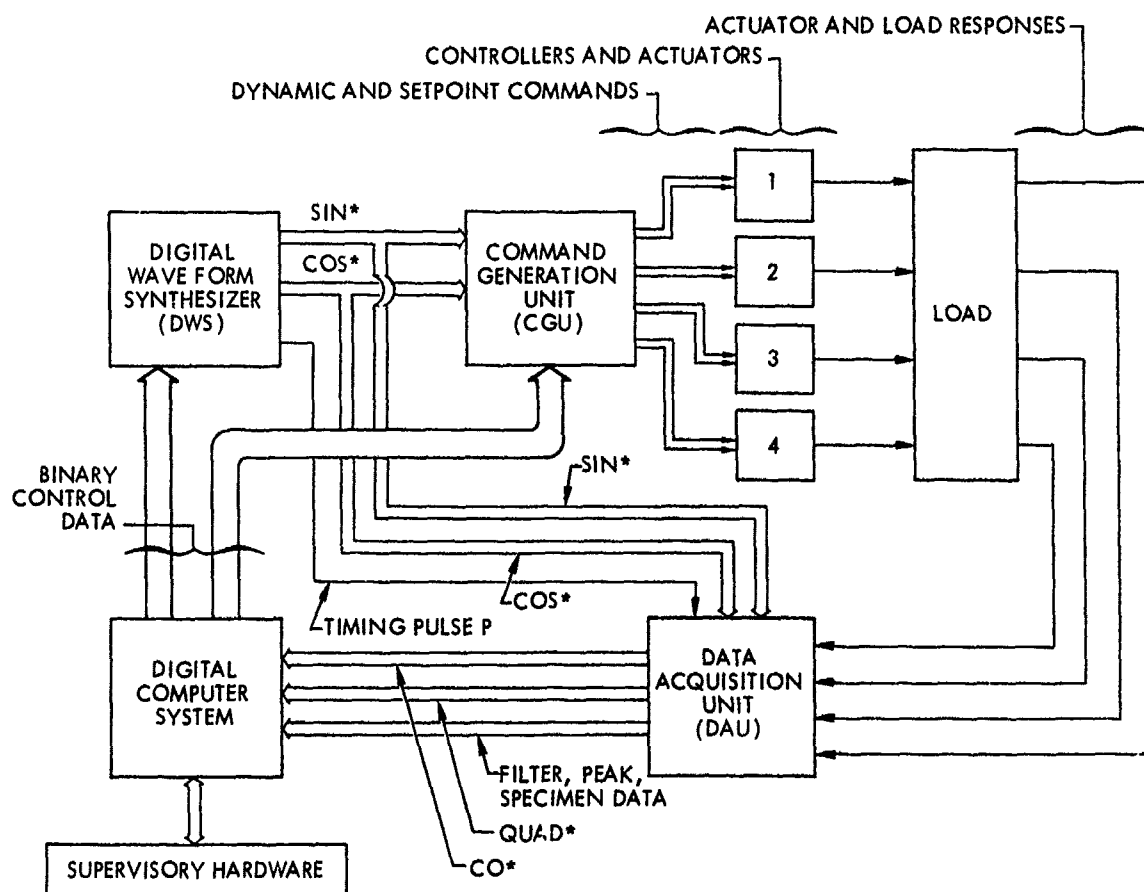 ACTUATOR AND LOAD RESPONSES
CONTROLLERS AND ACTUATORS
DYNAMIC AND SETPOINT COMMANDS
1
SIN*
DIGITAL
WAVE FORM
SYNTHESIZER
(DWS)
COS*
COMMAND
GENERATION
UNIT
(CGU)
2
LOAD
3
4
SIN*
BINARY
CONTROL
DATA
COS*
TIMING PULSE P
DIGITAL
COMPUTER
SYSTEM
DATA
ACQUISITION
UNIT
(DAU)
FILTER, PEAK,
SPECIMEN DATA
QUAD*
CO*
SUPERVISORY HARDWARE